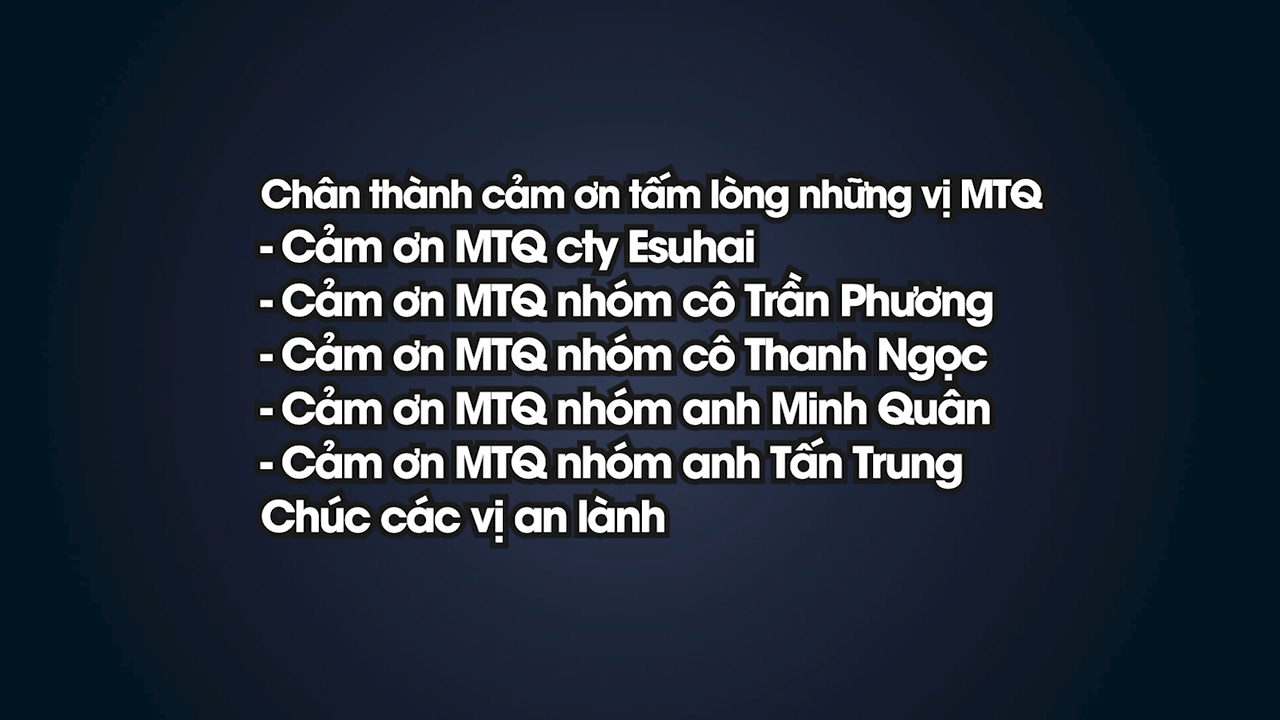 Chân thành cảm ơn tấm lòng những vị MTQ
- Cảm ơn MTQ cty Esuhai
- Cảm ơn MTQ nhóm cô Trần Phương
- Cảm ơn MTQ nhóm cô Thanh Ngọc
- Cảm ơn MTQ nhóm anh Minh Quân
- Cảm ơn MTQ nhóm anh Tấn Trung
Chúc các vị an lành